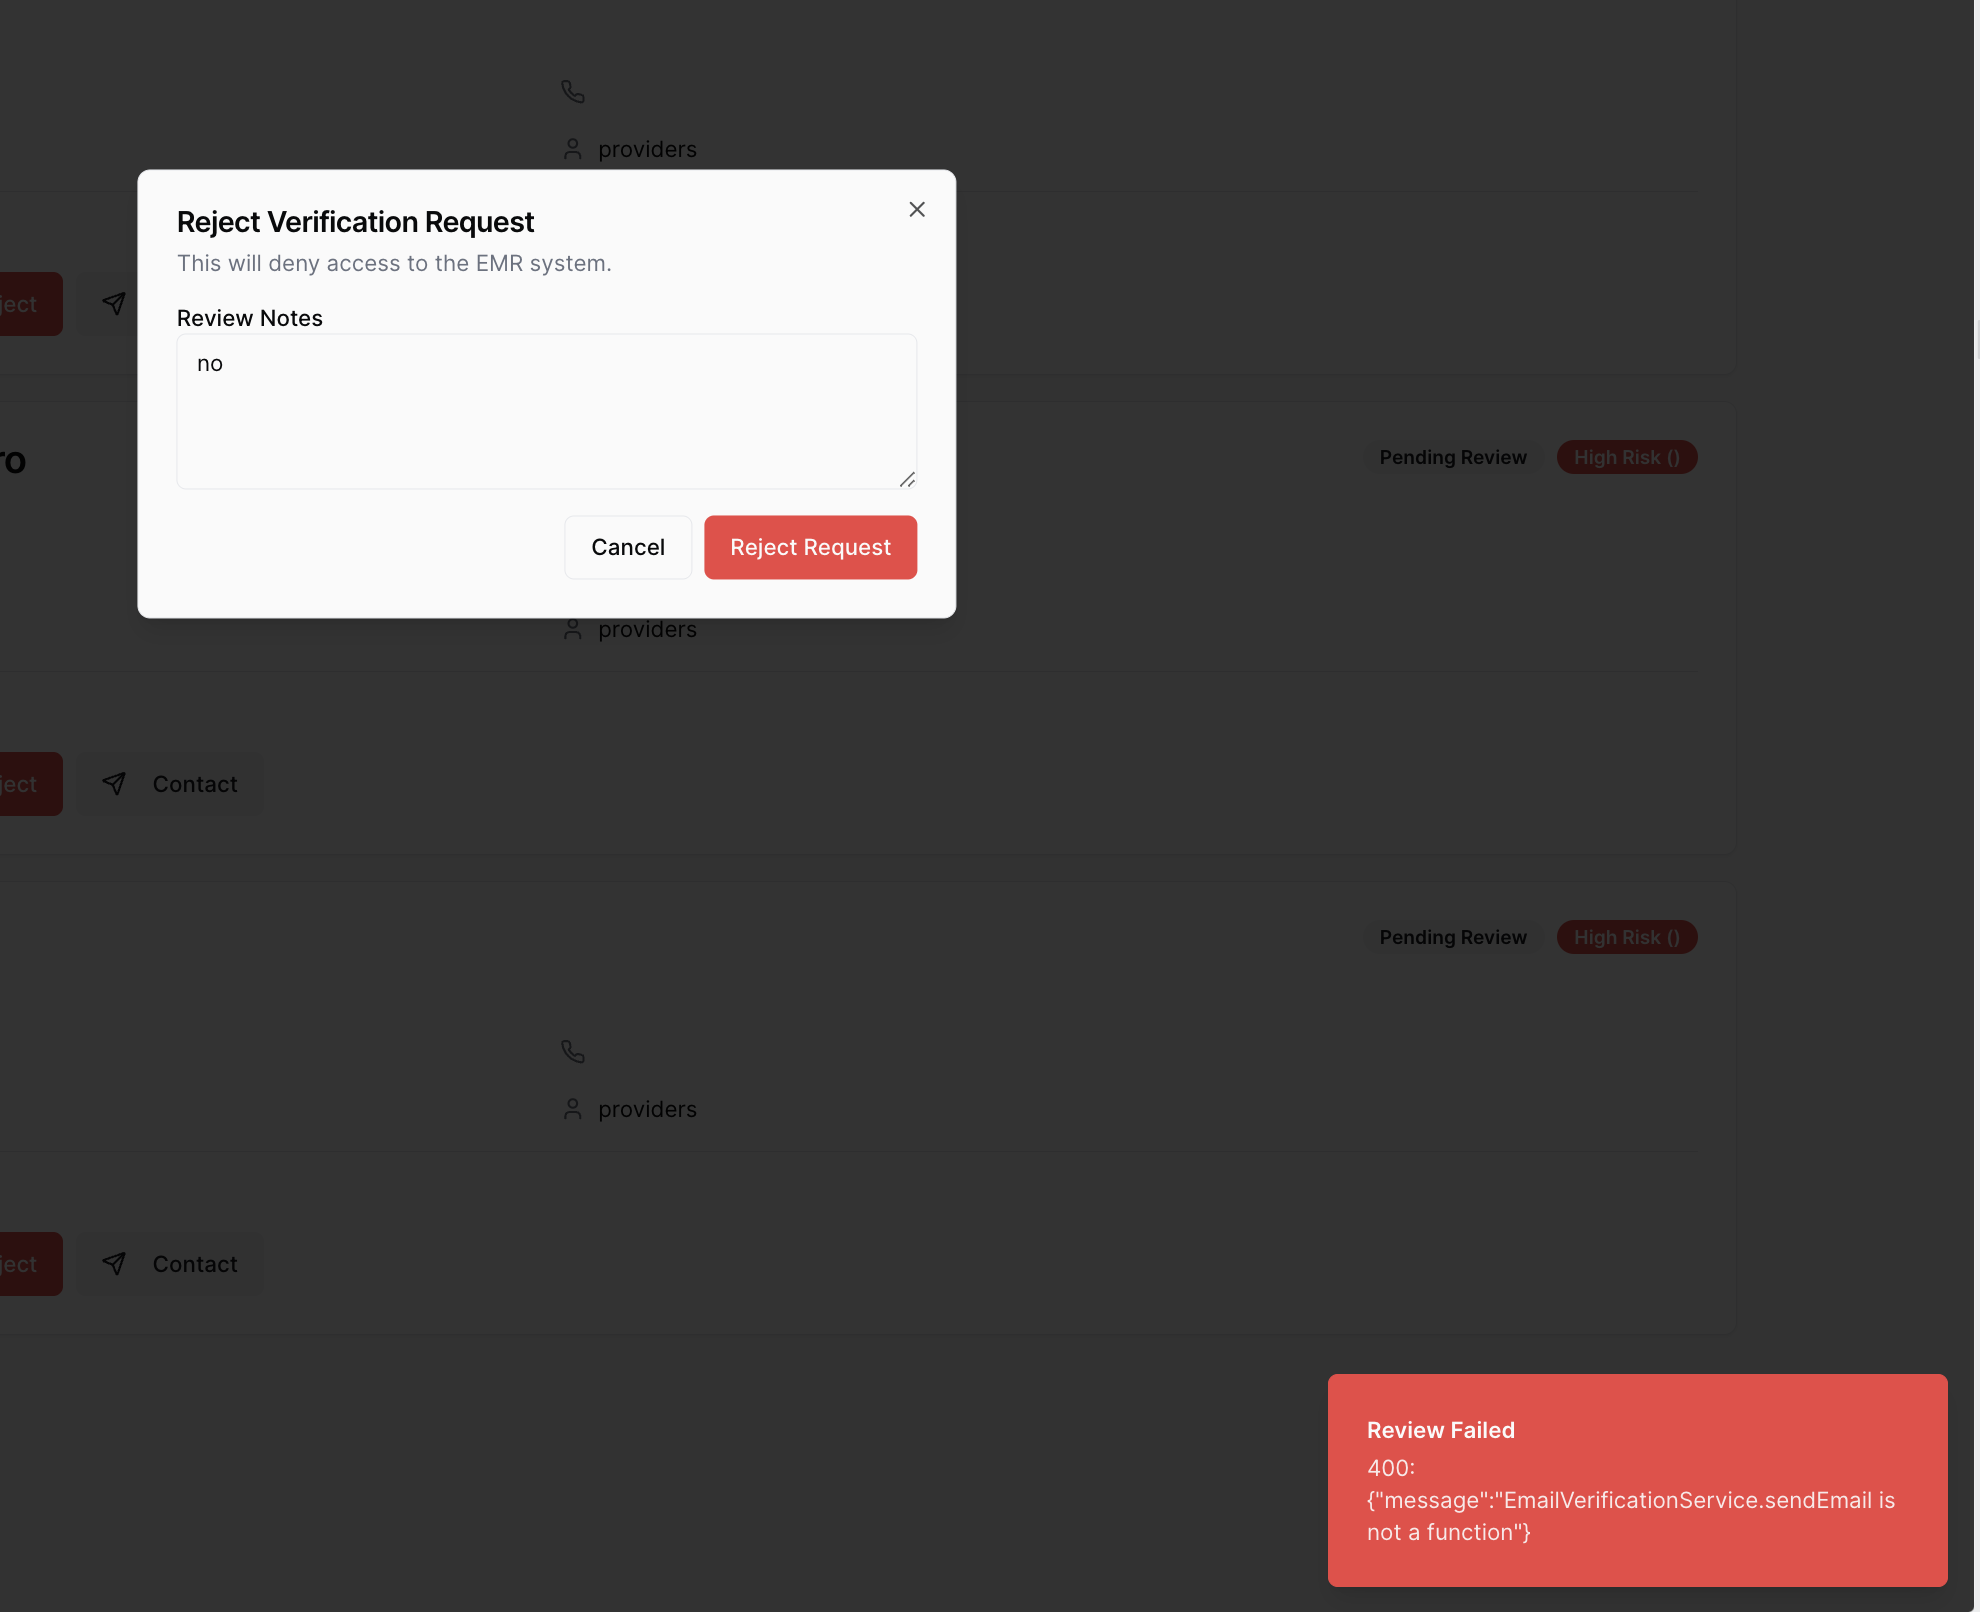 providers
Reject Verification Request
This will deny access to the EMR system.
Review Notes
no
Cancel
Reject Request
ject
ro
Pending Review
High Risk ()
providers
ject
Contact
Pending Review
High Risk ()
providers
ject
Contact
Review Failed
400:
{"message":"EmailVerificationService.sendEmail is
not a function"}